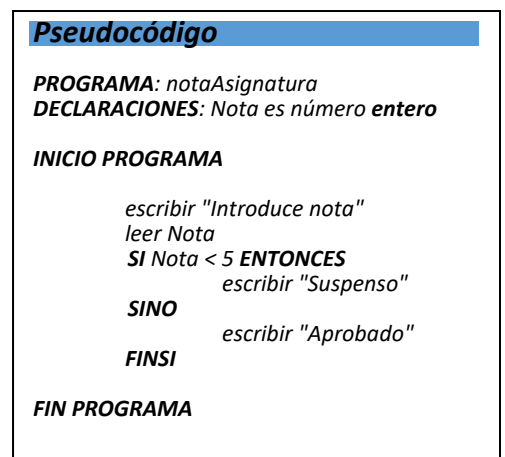 Pseudocódigo
PROGRAMA: notaAsignatura
DECLARACIONES: Nota es número entero
INICIO PROGRAMA
escribir "Introduce nota"
leer Nota
SI Nota < 5 ENTONCES
escribir "Suspenso"
SINO
escribir "Aprobado"
FINSI
FIN PROGRAMA